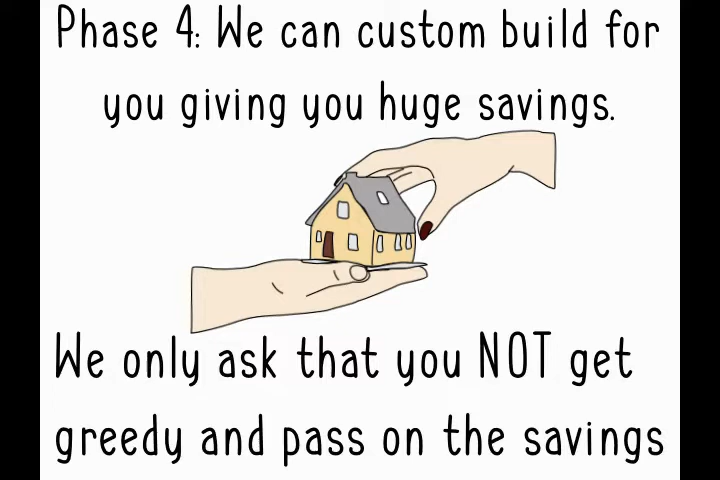 Phase 4: We can custom build for
you giving you huge savings.
We only ask that you NOT get
greedy and pass on the savings